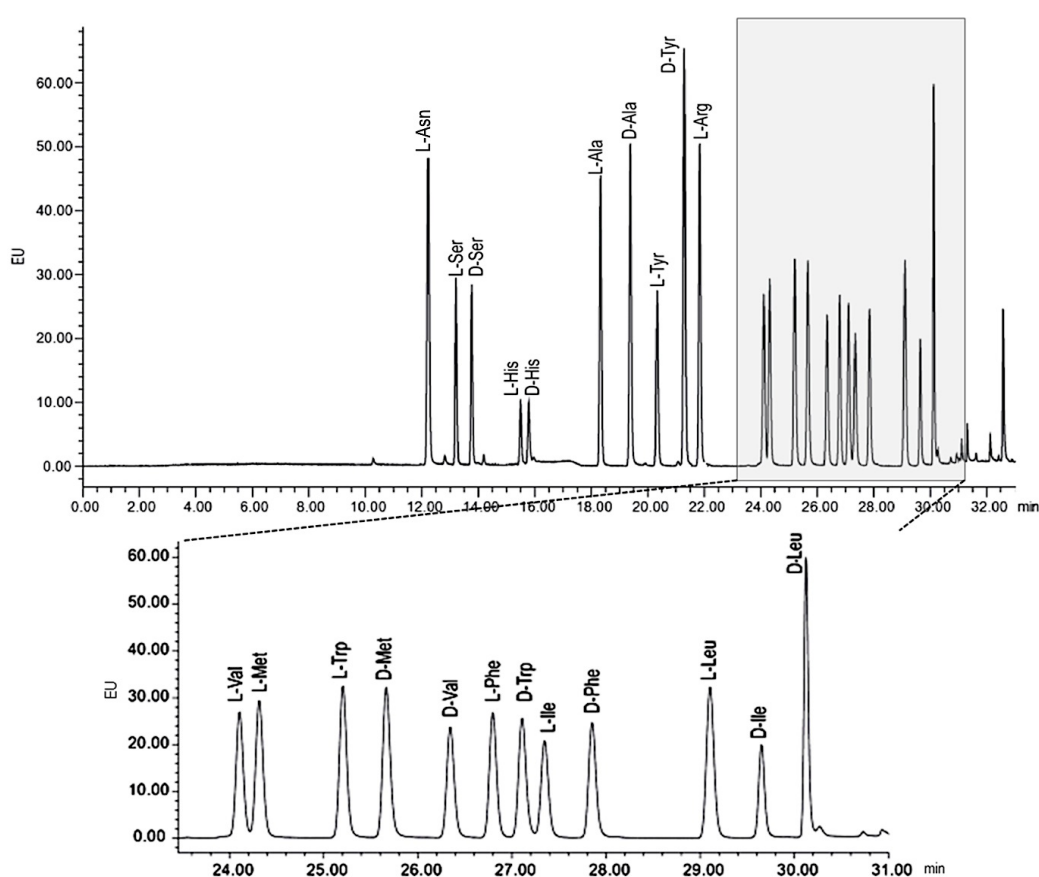 EU
60.00
50.00
40.00
30.00
20.00
10.00
0.00
L-Asn
L-Ser
D-Ser
L-His
D-His
L-Ala
D-Ala
L-Tyr
D-Tyr
L-Arg
0.00 2.00 4.00 6.00 8.00 10.00 12.00 14.00 16.00 18.00 20.00 22.00 24.00 26.00 28.00 30.00 32.00 min
EU
60.00
50.00
40.00
30.00
20.00
10.00
0.00
L-Val
L-Met
L-Trp
D-Met
D-Val
L-Phe
D-Trp
L-Ile
D-Phe
L-Leu
D-Ile
D-Leu
24.00 25.00 26.00 27.00 28.00 29.00 30.00 31.00 min